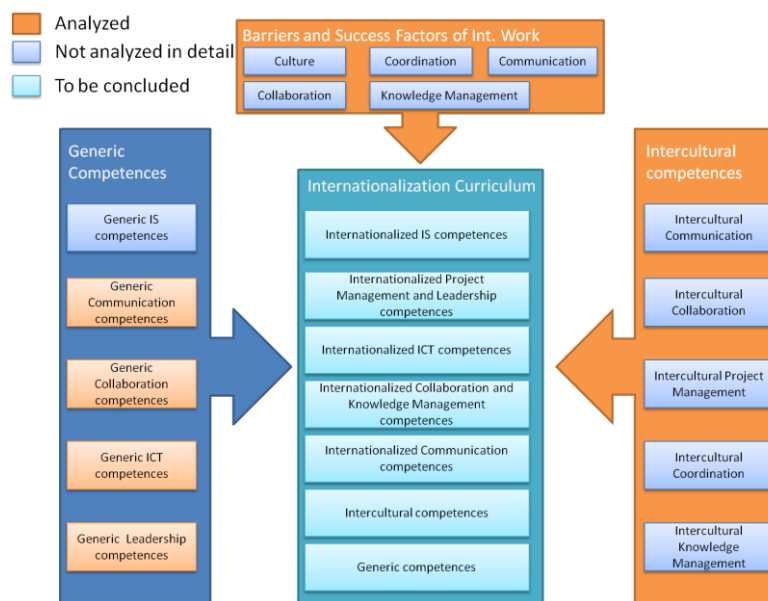 Analyzed
Not analyzed in detail
To be concluded
Barriers and Success Factors of Int. Work
Culture
Coordination
Communication
Collaboration
Knowledge Management
Generic
Competences
Generic IS
competences
Generic
Communication
competences
Generic
Collaboration
competences
Generic ICT
competences
Generic Leadership
competences
Internationalization Curriculum
Internationalized IS competences
Internationalized Project
Management and Leadership
competences
Internationalized ICT competences
Internationalized Collaboration and
Knowledge Management
competences
Internationalized Communication
competences
Intercultural competences
Generic competences
Intercultural
competences
Intercultural
Communication
Intercultural
Collaboration
Intercultural Project
Management
Intercultural
Coordination
Intercultural
Knowledge
Management